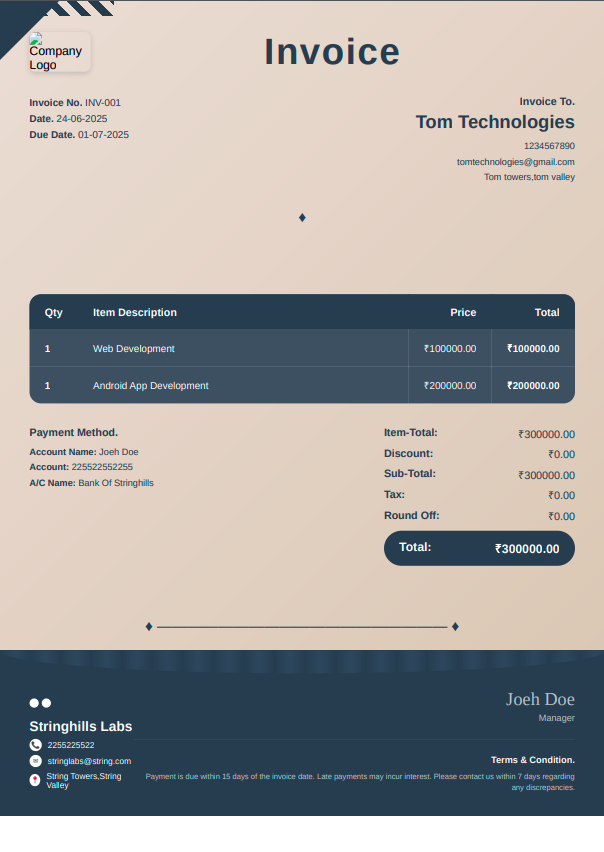 Company
Logo
Invoice
Invoice No. INV-001
Date. 24-06-2025
Due Date. 01-07-2025
Invoice To.
Tom Technologies
1234567890
tomtechnologies@gmail.com
Tom towers,tom valley
Qty Item Description Price Total
1 Web Development ₹100000.00 ₹100000.00
1 Android App Development ₹200000.00 ₹200000.00
Payment Method.
Account Name: Joeh Doe
Account: 225522552255
A/C Name: Bank Of Stringhills
Item-Total: ₹300000.00
Discount: ₹0.00
Sub-Total: ₹300000.00
Tax: ₹0.00
Round Off: ₹0.00
Total: ₹300000.00
Stringhills Labs
2255225522
stringlabs@string.com
String Towers,String
Valley
Joeh Doe
Manager
Terms & Condition.
Payment is due within 15 days of the invoice date. Late payments may incur interest. Please contact us within 7 days regarding
any discrepancies.